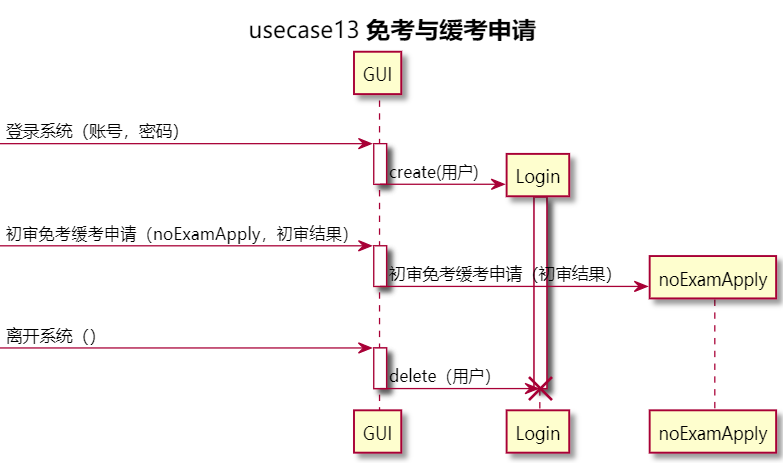 usecase13 免考与缓考申请
GUI
登录系统（账号，密码）
create(用户)
Login
初审免考缓考申请（noExamApply，初审结果）
初审免考缓考申请（初审结果）
noExamApply
离开系统（）
delete（用户）
GUI
Login
noExamApply